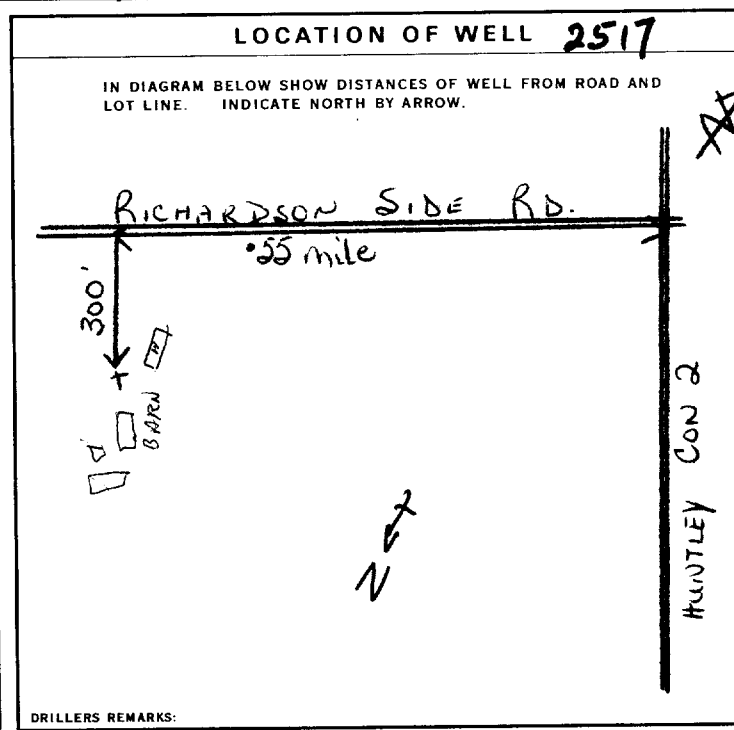 LOCATION OF WELL 2517
IN DIAGRAM BELOW SHOW DISTANCES OF WELL FROM ROAD AND
LOT LINE. INDICATE NORTH BY ARROW.
RICHARDSON SIDE RD.
.55 mile
300'
H
BARN
HUNTLEY CON 2
N
DRILLERS REMARKS: